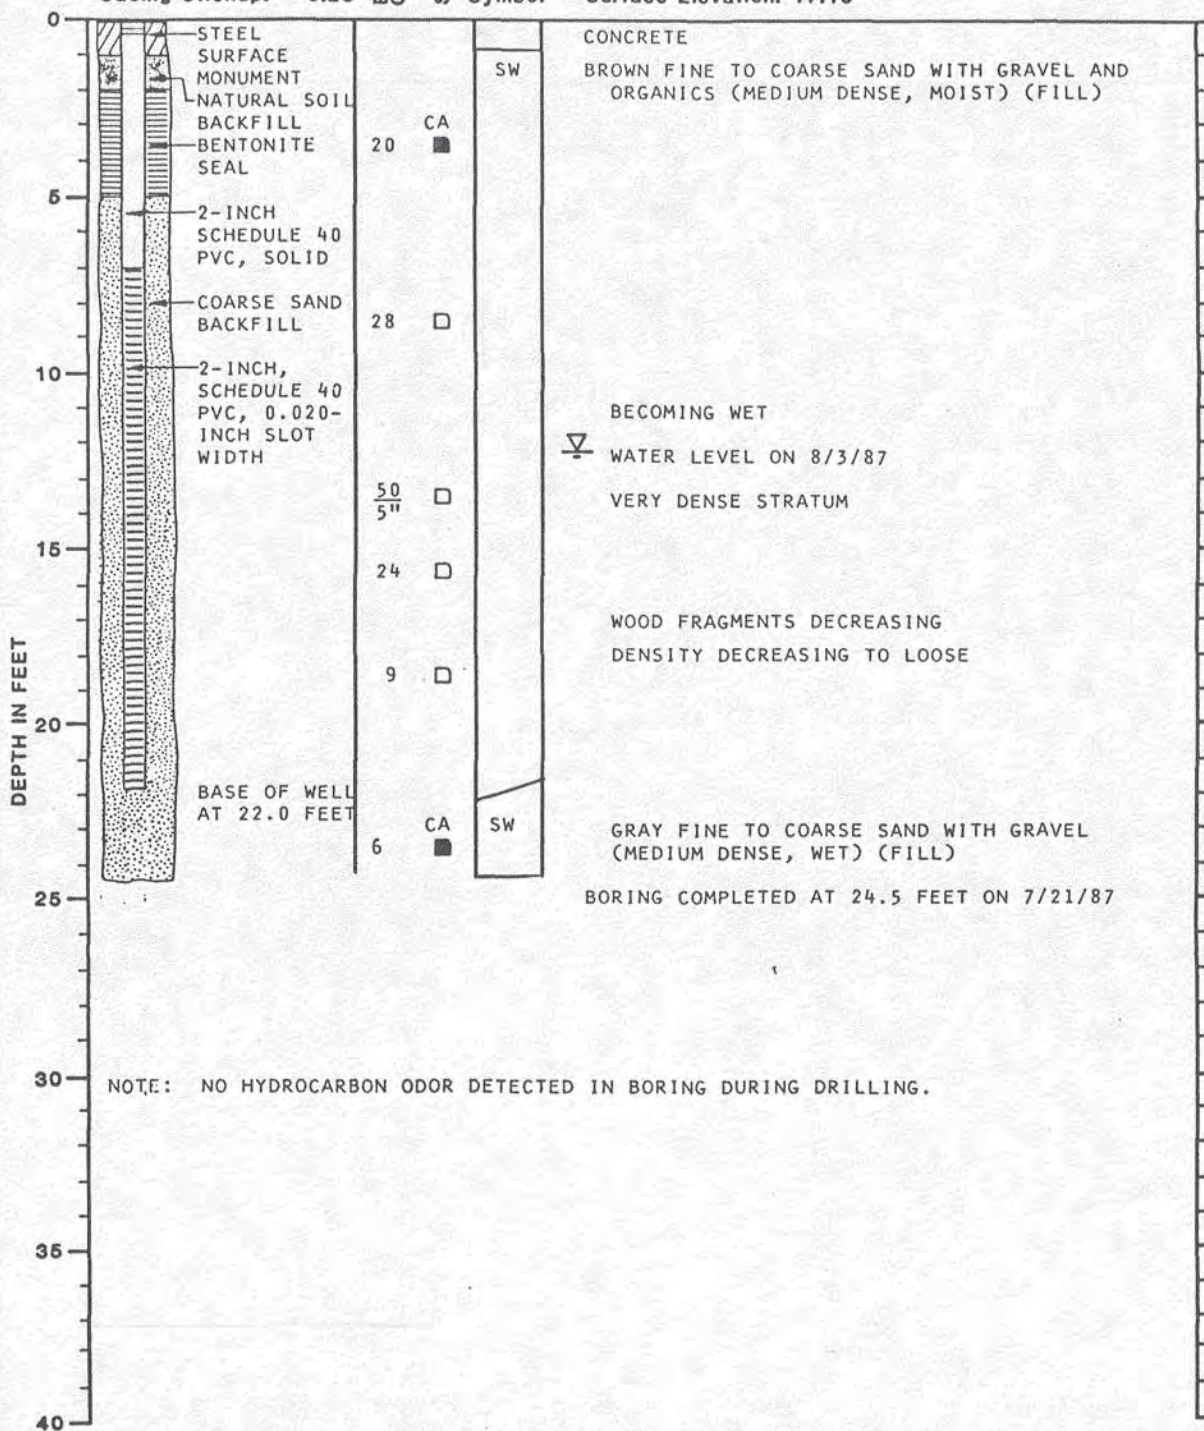 0
STEEL
SURFACE
MONUMENT
NATURAL SOIL
BACKFILL
BENTONITE
SEAL
5
2-INCH
SCHEDULE 40
PVC, SOLID
COARSE SAND
BACKFILL
10
2-INCH,
SCHEDULE 40
PVC, 0.020-
INCH SLOT
WIDTH
15
DEPTH IN FEET
20
BASE OF WELL
AT 22.0 FEET
25
30
35
40
CA
20
28
50
5"
24
9
CA
6
SW
SW
CONCRETE
BROWN FINE TO COARSE SAND WITH GRAVEL AND
ORGANICS (MEDIUM DENSE, MOIST) (FILL)
BECOMING WET
WATER LEVEL ON 8/3/87
VERY DENSE STRATUM
WOOD FRAGMENTS DECREASING
DENSITY DECREASING TO LOOSE
GRAY FINE TO COARSE SAND WITH GRAVEL
(MEDIUM DENSE, WET) (FILL)
BORING COMPLETED AT 24.5 FEET ON 7/21/87
NOTE: NO HYDROCARBON ODOR DETECTED IN BORING DURING DRILLING.